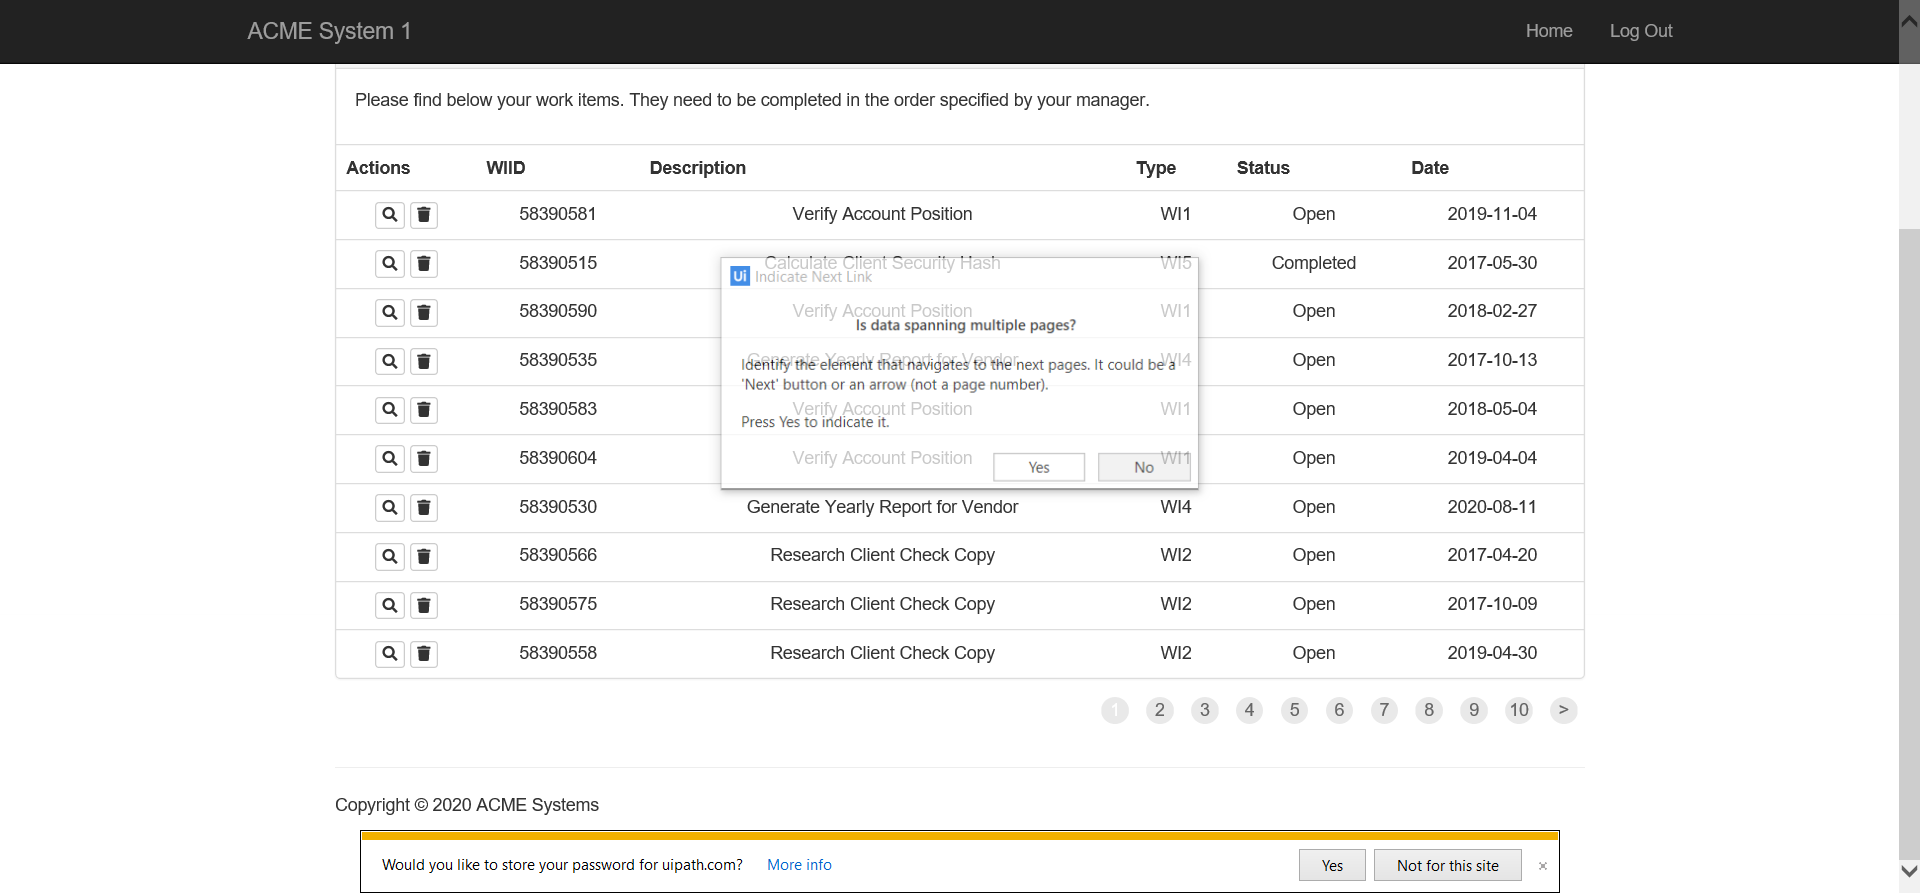 ACME System 1 Home Log Out
Please find below your work items. They need to be completed in the order specified by your manager.
Actions WIID Description Type Status Date
58390581 Verify Account Position WI1 Open 2019-11-04
58390515 Calculate Client Security Hash WI5 Completed 2017-05-30
Ui Indicate Next Link
58390590 Verify Account Position WI1 Open 2018-02-27
Is data spanning multiple pages?
58390535 Generate Yearly Report for Vendor WI4 Open 2017-10-13
Identify the element that navigates to the next pages. It could be a
'Next' button or an arrow (not a page number).
58390583 Verify Account Position WI1 Open 2018-05-04
Press Yes to indicate it.
58390604 Verify Account Position WI1 Open 2019-04-04
Yes No
58390530 Generate Yearly Report for Vendor WI4 Open 2020-08-11
58390566 Research Client Check Copy WI2 Open 2017-04-20
58390575 Research Client Check Copy WI2 Open 2017-10-09
58390558 Research Client Check Copy WI2 Open 2019-04-30
1 2 3 4 5 6 7 8 9 10 >
Copyright © 2020 ACME Systems
Would you like to store your password for uipath.com? More info Yes Not for this site ×